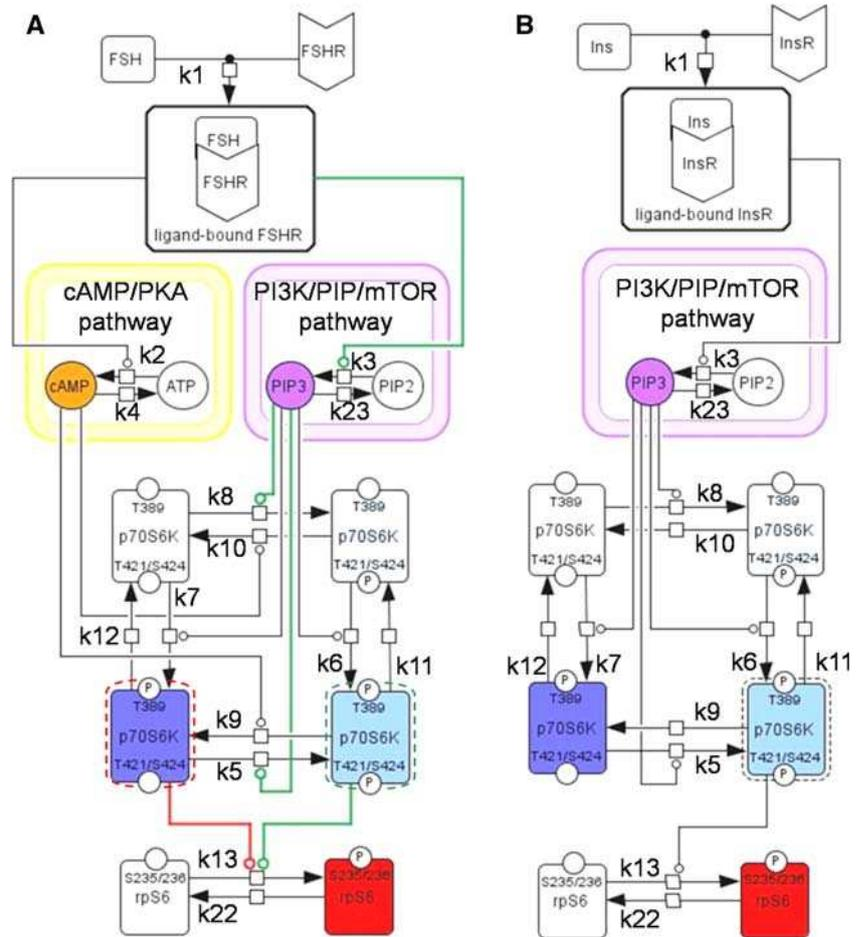 A
FSH
FSHR
k1
FSH
FSHR
ligand-bound FSHR
cAMP/PKA
pathway
PI3K/PIP/mTOR
pathway
k2
cAMP
ATP
k4
k3
PIP3
PIP2
k23
T389
p70S6K
T421/S424
k8
k10
T389
p70S6K
T421/S424
P
k7
k12
k6
k11
P
T389
p70S6K
T421/S424
k9
k5
P
T389
p70S6K
T421/S424
P
k13
S235/236
rpS6
k22
P
S235/236
rpS6
B
Ins
InsR
k1
Ins
InsR
ligand-bound InsR
PI3K/PIP/mTOR
pathway
k3
PIP3
PIP2
k23
T389
p70S6K
T421/S424
k8
k10
T389
p70S6K
T421/S424
P
k12
k7
k6
k11
P
T389
p70S6K
T421/S424
k9
k5
P
T389
p70S6K
T421/S424
P
k13
S235/236
rpS6
k22
P
S235/236
rpS6